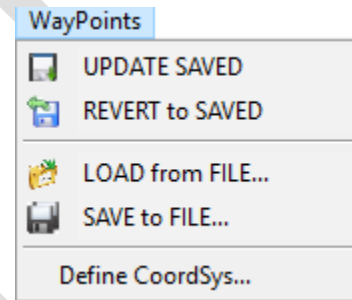 WayPoints
UPDATE SAVED
REVERT to SAVED
LOAD from FILE...
SAVE to FILE...
Define CoordSys...